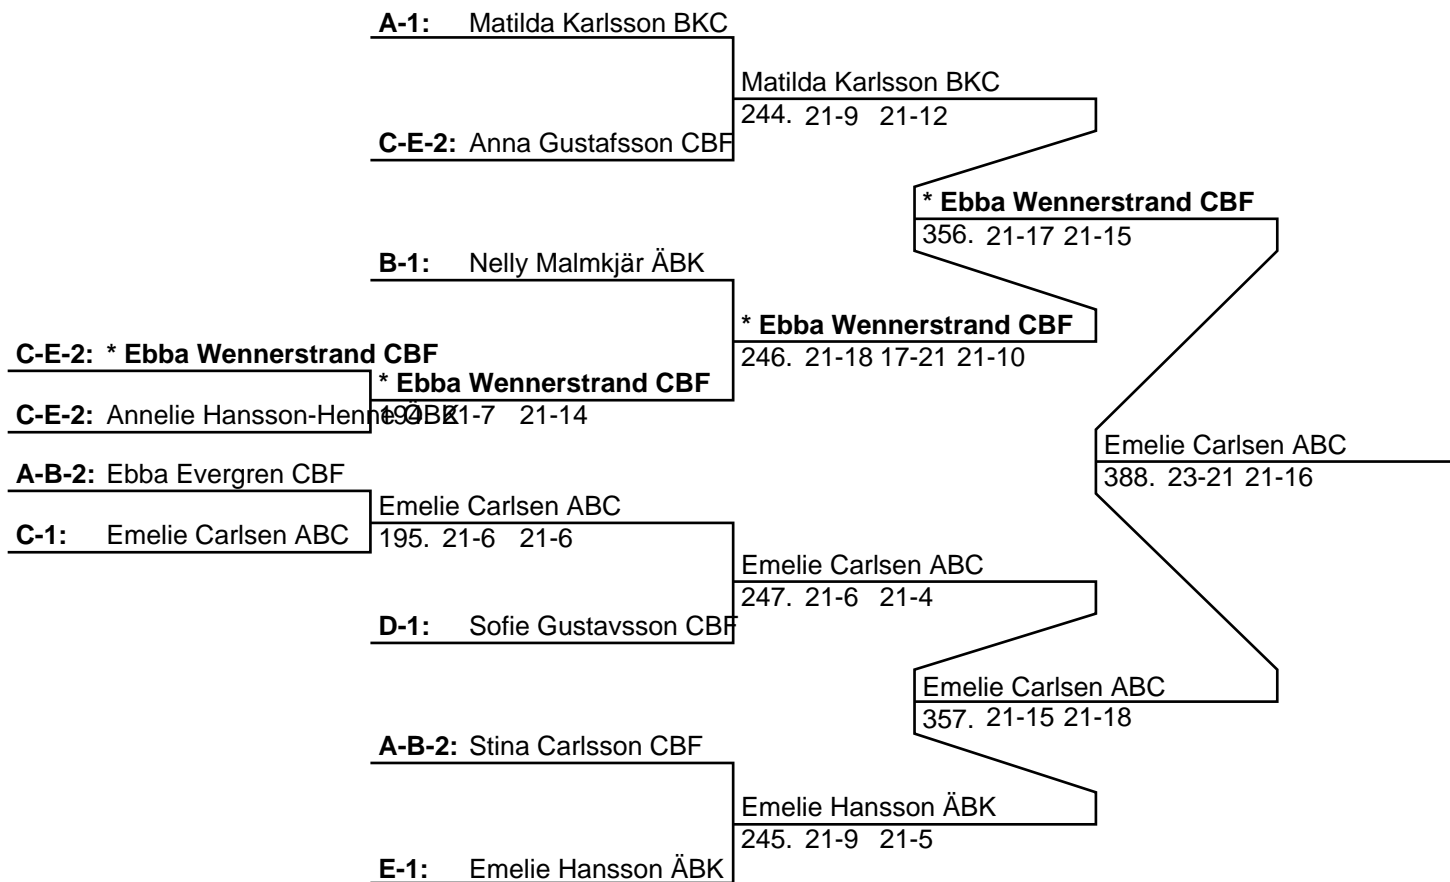 A-1: Matilda Karlsson BKC
Matilda Karlsson BKC
244. 21-9 21-12
C-E-2: Anna Gustafsson CBF
* Ebba Wennerstrand CBF
356. 21-17 21-15
B-1: Nelly Malmkjär ÄBK
* Ebba Wennerstrand CBF
246. 21-18 17-21 21-10
C-E-2: * Ebba Wennerstrand CBF
* Ebba Wennerstrand CBF
C-E-2: Annelie Hansson-Henne ÖBK
194. 21-7 21-14
Emelie Carlsen ABC
388. 23-21 21-16
A-B-2: Ebba Evergren CBF
Emelie Carlsen ABC
C-1: Emelie Carlsen ABC
195. 21-6 21-6
Emelie Carlsen ABC
247. 21-6 21-4
D-1: Sofie Gustavsson CBF
Emelie Carlsen ABC
357. 21-15 21-18
A-B-2: Stina Carlsson CBF
Emelie Hansson ÄBK
245. 21-9 21-5
E-1: Emelie Hansson ÄBK